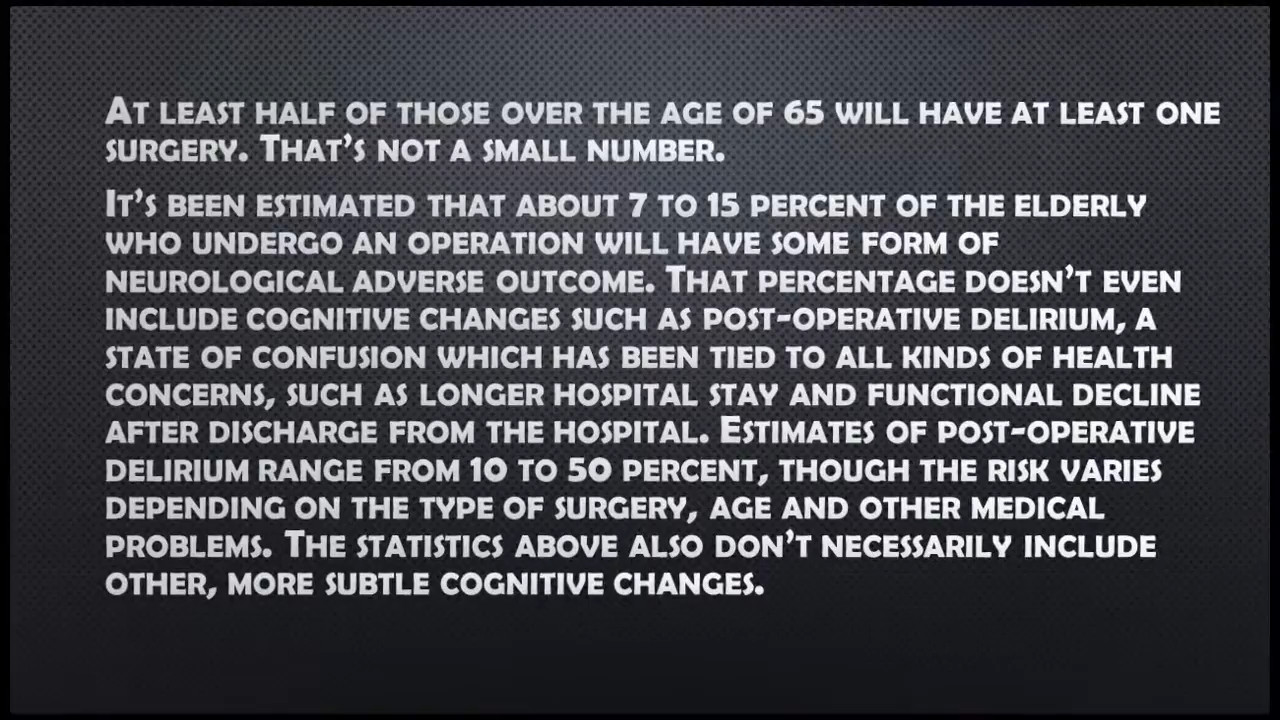 At least half of those over the age of 65 will have at least one
surgery. That’s not a small number.
It’s been estimated that about 7 to 15 percent of the elderly
who undergo an operation will have some form of
neurological adverse outcome. That percentage doesn’t even
include cognitive changes such as post-operative delirium, a
state of confusion which has been tied to all kinds of health
concerns, such as longer hospital stay and functional decline
after discharge from the hospital. Estimates of post-operative
delirium range from 10 to 50 percent, though the risk varies
depending on the type of surgery, age and other medical
problems. The statistics above also don’t necessarily include
other, more subtle cognitive changes.